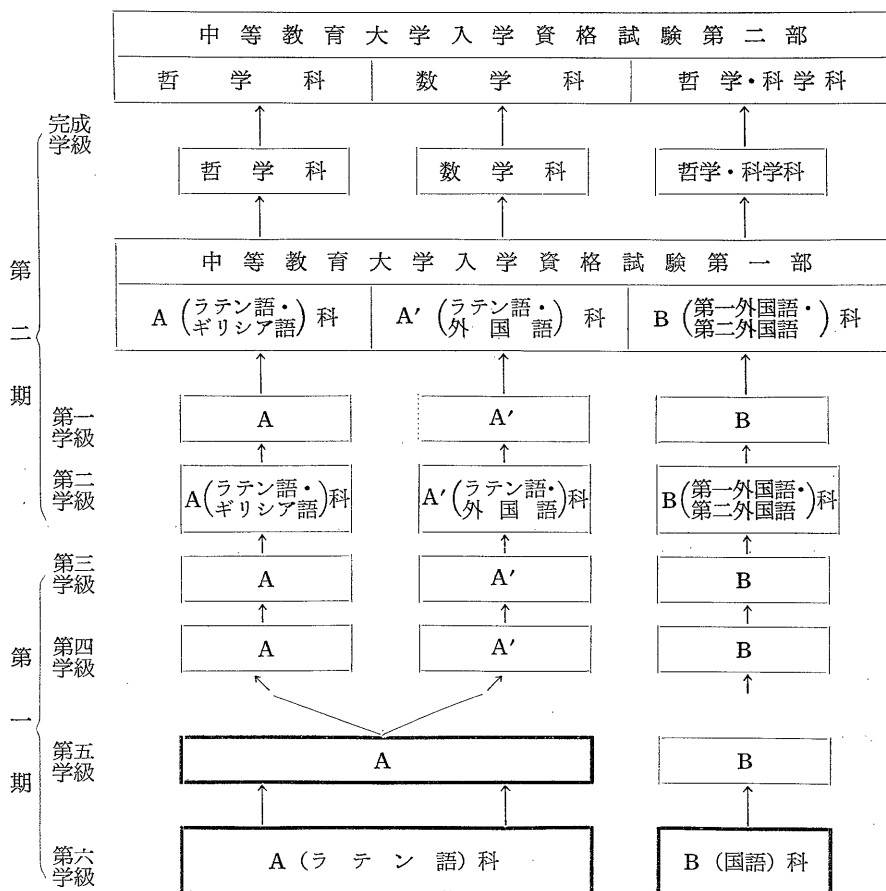 中等教育大学入学資格試験第二部
哲学科 数学科 哲学・科学科
完成
学級
哲学科 数学科 哲学・科学科
第二期
中等教育大学入学資格試験第一部
A(ラテン語・ギリシア語)科 A′(ラテン語・外国語)科 B(第一外国語・第二外国語)科
第一
学級
A A′ B
第二
学級
A(ラテン語・ギリシア語)科 A′(ラテン語・外国語)科 B(第一外国語・第二外国語)科
第三
学級
A A′ B
第一期
第四
学級
A A′ B
第五
学級
A B
第六
学級
A(ラテン語)科 B(国語)科